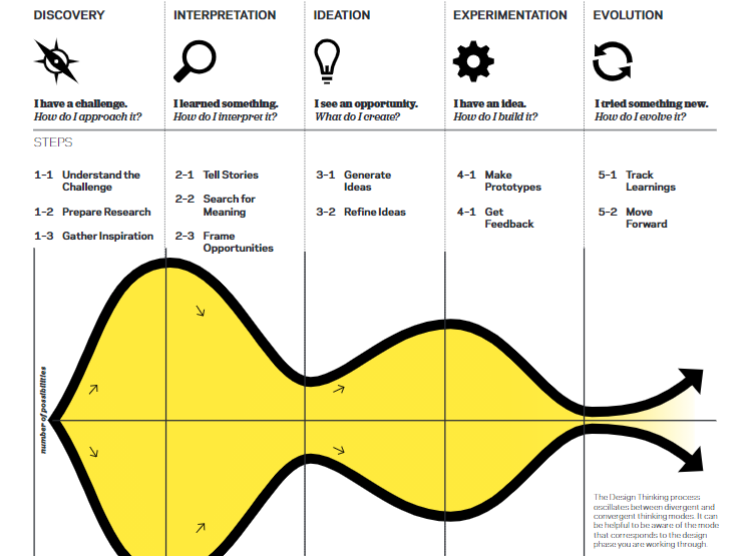 DISCOVERY
INTERPRETATION
IDEATION
EXPERIMENTATION
EVOLUTION
I have a challenge.
How do I approach it?
I learned something.
How do I interpret it?
I see an opportunity.
What do I create?
I have an idea.
How do I build it?
I tried something new.
How do I evolve it?
STEPS
1-1 Understand the
Challenge
1-2 Prepare Research
1-3 Gather Inspiration
2-1 Tell Stories
2-2 Search for
Meaning
2-3 Frame
Opportunities
3-1 Generate
Ideas
3-2 Refine Ideas
4-1 Make
Prototypes
4-1 Get
Feedback
5-1 Track
Learnings
5-2 Move
Forward
number of possibilities
The Design Thinking process
oscillates between divergent and
convergent thinking modes. It can
be helpful to be aware of the mode
that corresponds to the design
phase you are working through.